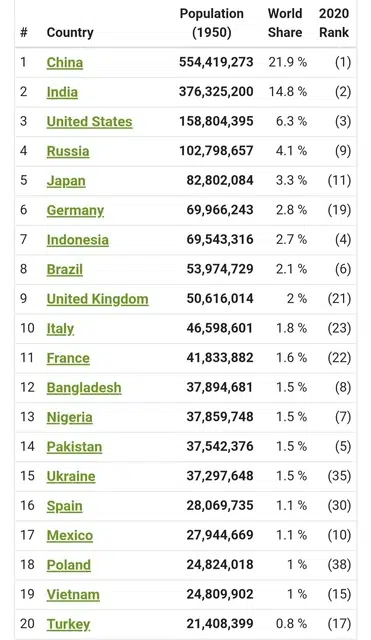 # Country Population (1950) World Share 2020 Rank
1 China 554,419,273 21.9 % (1)
2 India 376,325,200 14.8 % (2)
3 United States 158,804,395 6.3 % (3)
4 Russia 102,798,657 4.1 % (9)
5 Japan 82,802,084 3.3 % (11)
6 Germany 69,966,243 2.8 % (19)
7 Indonesia 69,543,316 2.7 % (4)
8 Brazil 53,974,729 2.1 % (6)
9 United Kingdom 50,616,014 2 % (21)
10 Italy 46,598,601 1.8 % (23)
11 France 41,833,882 1.6 % (22)
12 Bangladesh 37,894,681 1.5 % (8)
13 Nigeria 37,859,748 1.5 % (7)
14 Pakistan 37,542,376 1.5 % (5)
15 Ukraine 37,297,648 1.5 % (35)
16 Spain 28,069,735 1.1 % (30)
17 Mexico 27,944,669 1.1 % (10)
18 Poland 24,824,018 1 % (38)
19 Vietnam 24,809,902 1 % (15)
20 Turkey 21,408,399 0.8 % (17)